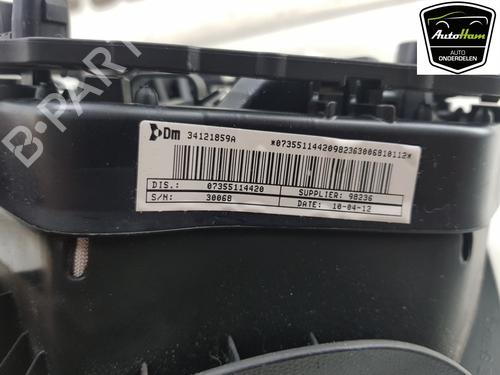 AutoHam
AUTO
ONDERDELEN
B-PART
Dm 34121859A *07355114420982363006810112*
DIS.: 07355114420 SUPPLIER: 98236
S/N: 30068 DATE: 10-04-12